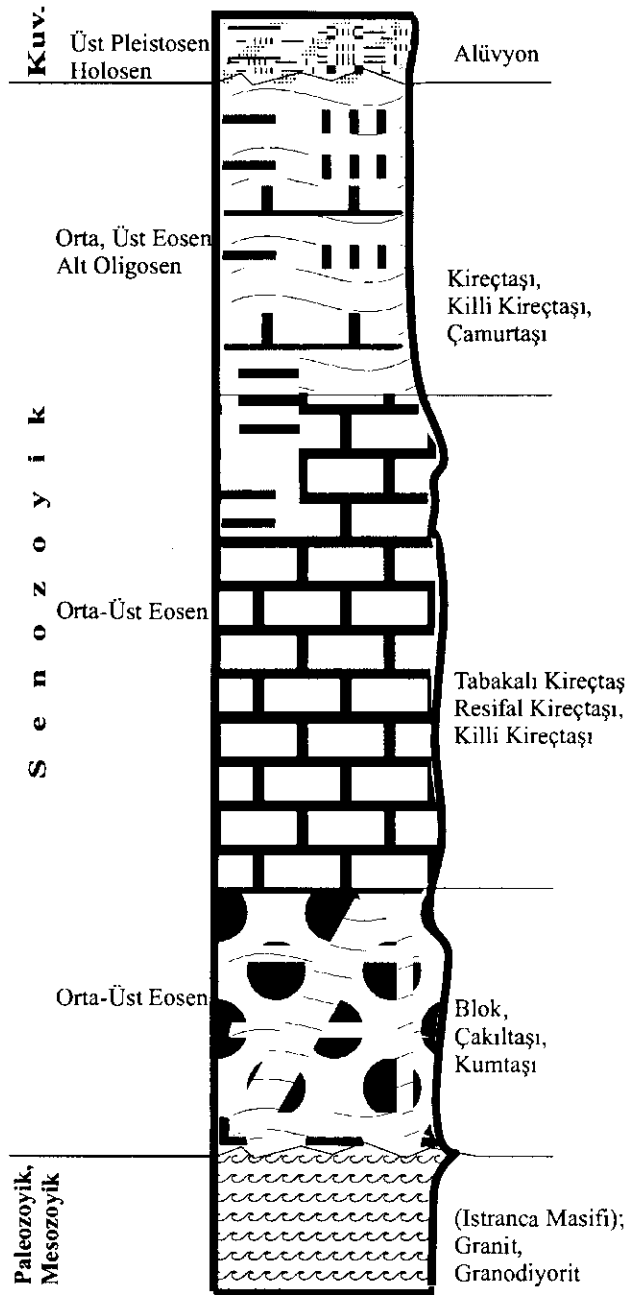 Kuv.
Üst Pleistosen
Holosen
Alüvyon
Senozoyik
Orta, Üst Eosen
Alt Oligosen
Kireçtaşı,
Killi Kireçtaşı,
Çamurtaşı
Orta-Üst Eosen
Tabakalı Kireçtaş
Resifal Kireçtaşı,
Killi Kireçtaşı
Orta-Üst Eosen
Blok,
Çakıltaşı,
Kumtaşı
Paleozoyik,
Mesozoyik
(Istranca Masifi);
Granit,
Granodiyorit